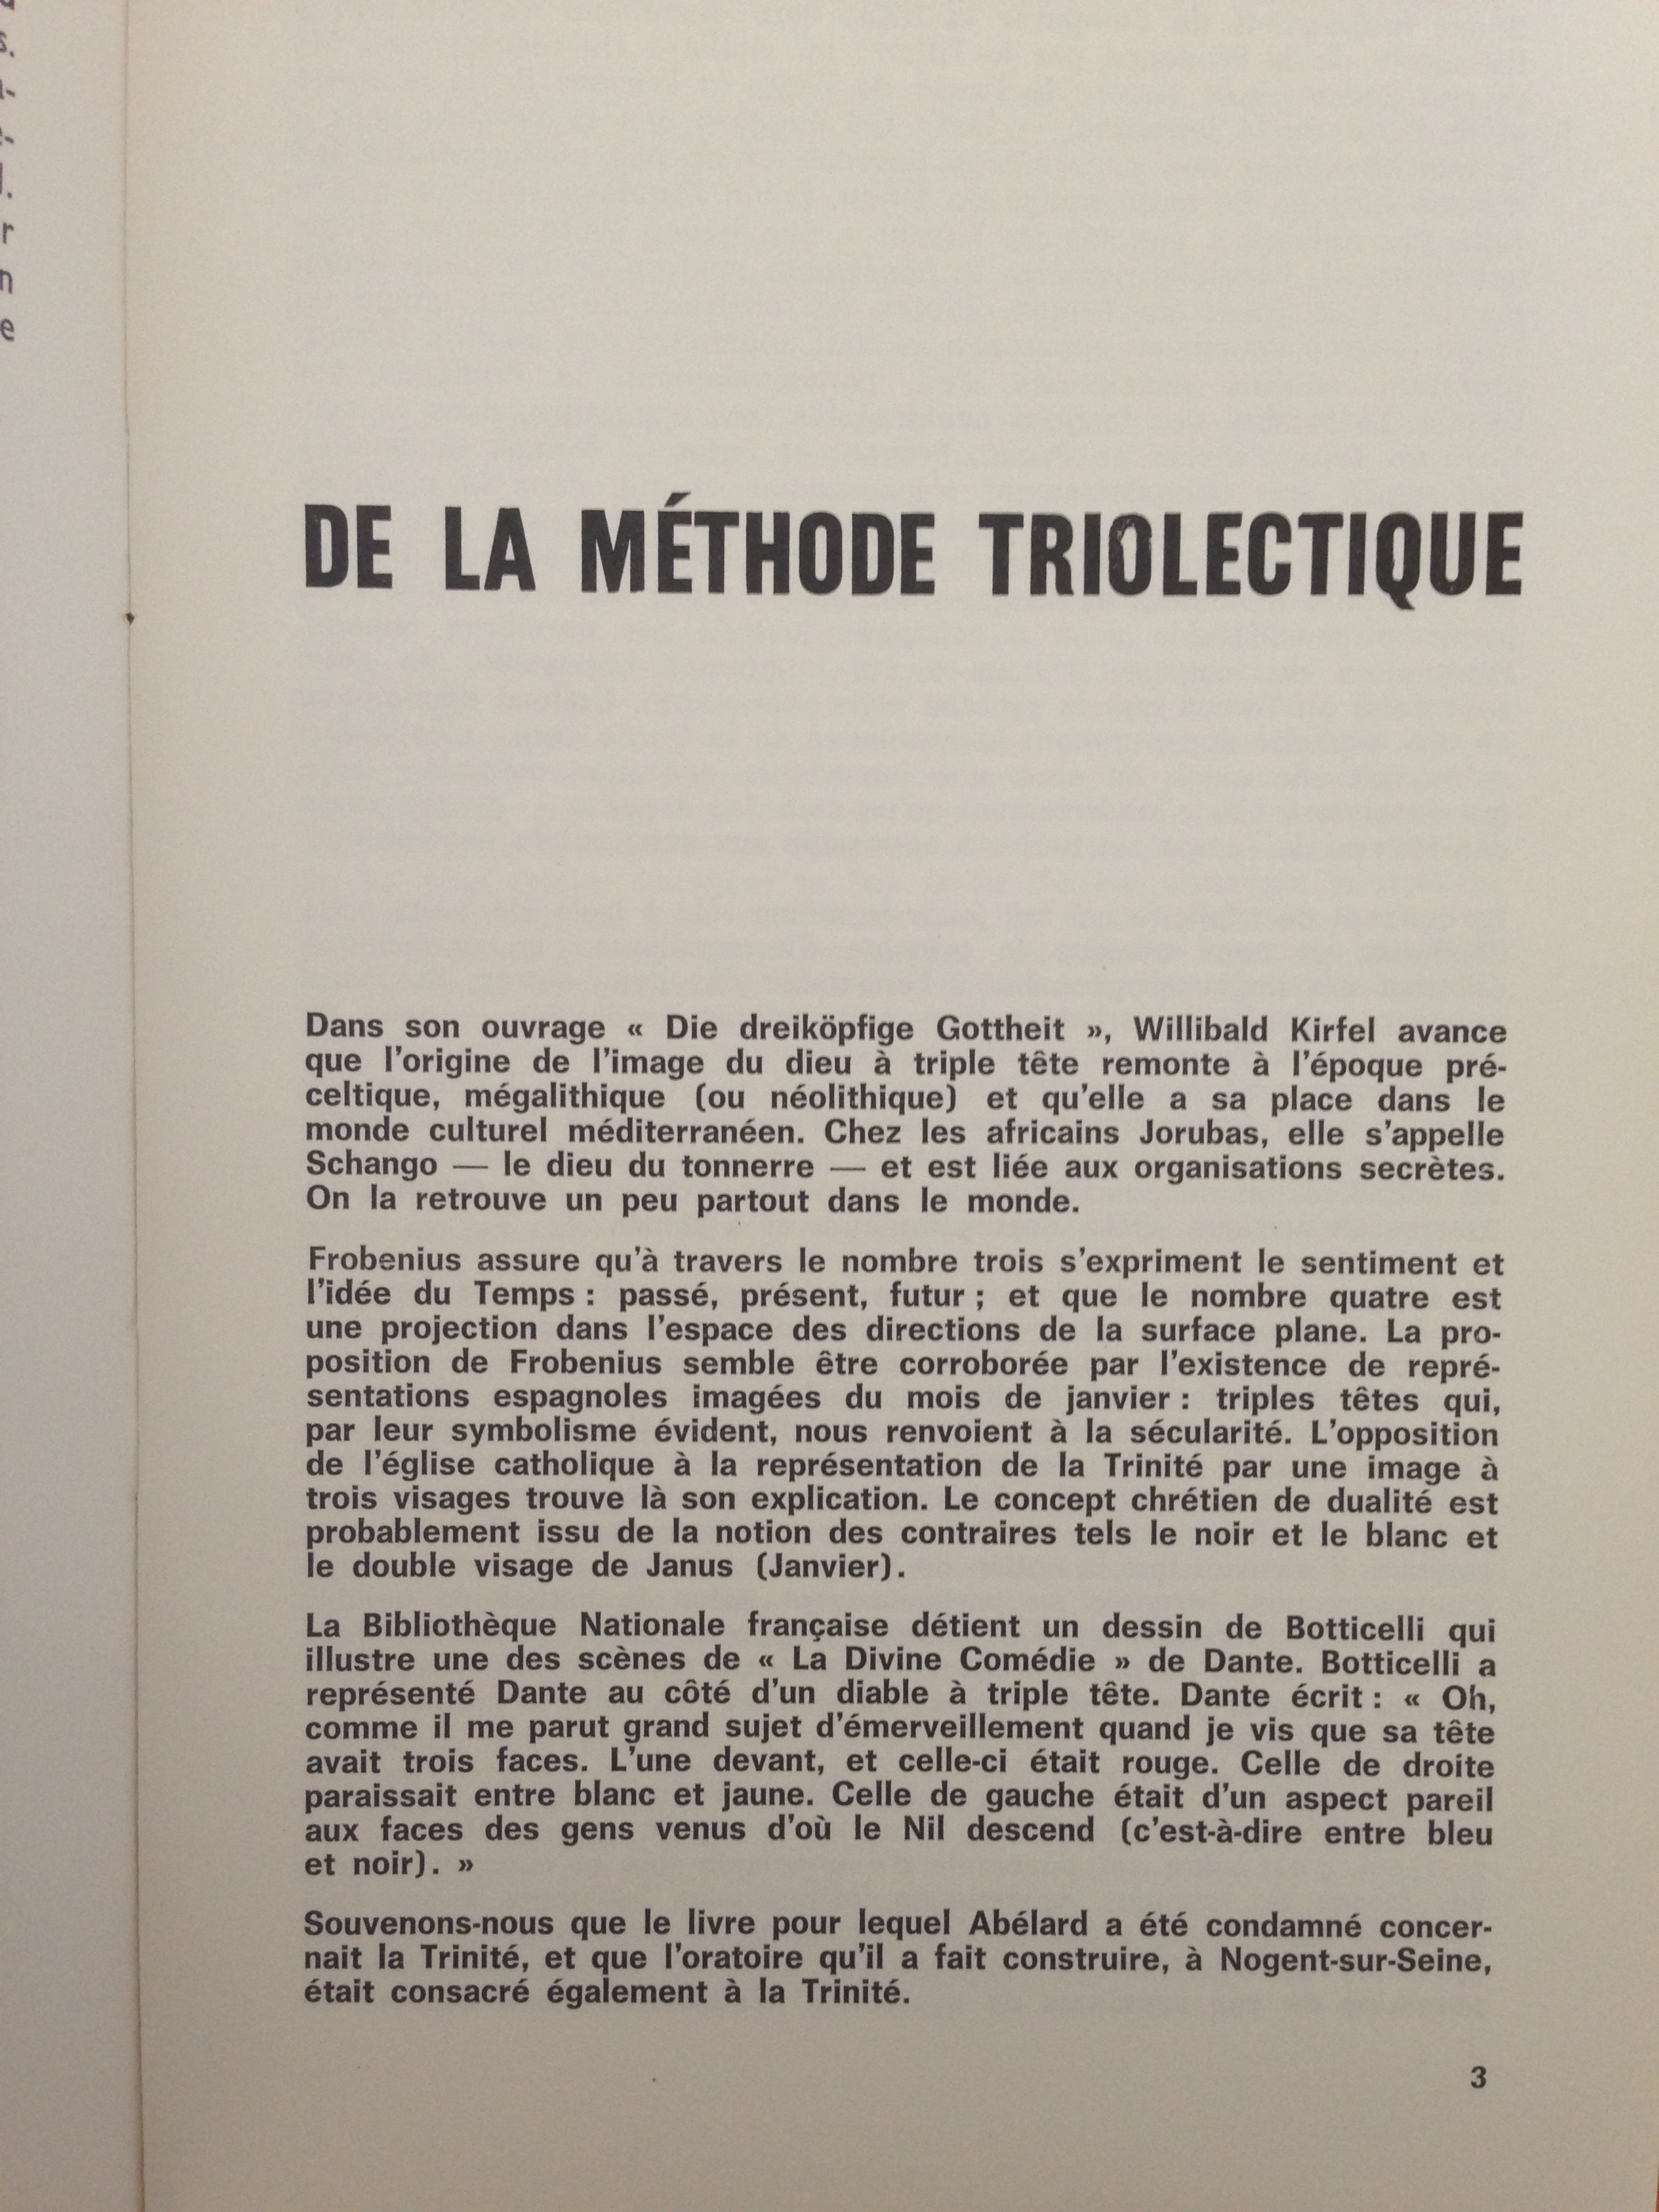 s.
r
n
e
DE LA MÉTHODE TRIOLECTIQUE
Dans son ouvrage « Die dreiköpfige Gottheit », Willibald Kirfel avance
que l'origine de l'image du dieu à triple tête remonte à l'époque pré-
celtique, mégalithique (ou néolithique) et qu'elle a sa place dans le
monde culturel méditerranéen. Chez les africains Jorubas, elle s'appelle
Schango — le dieu du tonnerre — et est liée aux organisations secrètes.
On la retrouve un peu partout dans le monde.
Frobenius assure qu'à travers le nombre trois s'expriment le sentiment et
l'idée du Temps : passé, présent, futur ; et que le nombre quatre est
une projection dans l'espace des directions de la surface plane. La pro-
position de Frobenius semble être corroborée par l'existence de repré-
sentations espagnoles imagées du mois de janvier : triples têtes qui,
par leur symbolisme évident, nous renvoient à la sécularité. L'opposition
de l'église catholique à la représentation de la Trinité par une image à
trois visages trouve là son explication. Le concept chrétien de dualité est
probablement issu de la notion des contraires tels le noir et le blanc et
le double visage de Janus (Janvier).
La Bibliothèque Nationale française détient un dessin de Botticelli qui
illustre une des scènes de « La Divine Comédie » de Dante. Botticelli a
représenté Dante au côté d'un diable à triple tête. Dante écrit : « Oh,
comme il me parut grand sujet d'émerveillement quand je vis que sa tête
avait trois faces. L'une devant, et celle-ci était rouge. Celle de droite
paraissait entre blanc et jaune. Celle de gauche était d'un aspect pareil
aux faces des gens venus d'où le Nil descend (c'est-à-dire entre bleu
et noir). »
Souvenons-nous que le livre pour lequel Abélard a été condamné concer-
nait la Trinité, et que l'oratoire qu'il a fait construire, à Nogent-sur-Seine,
était consacré également à la Trinité.
3